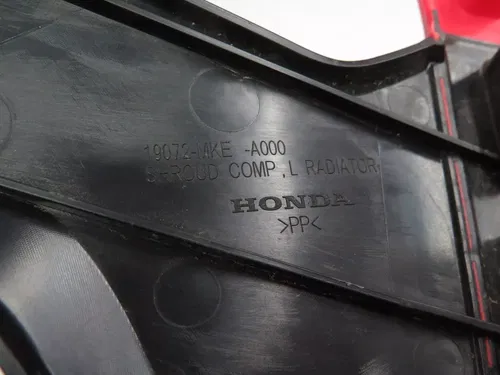 19072-MKE -A000
SHROUD COMP., L RADIATOR
HONDA
>PP<